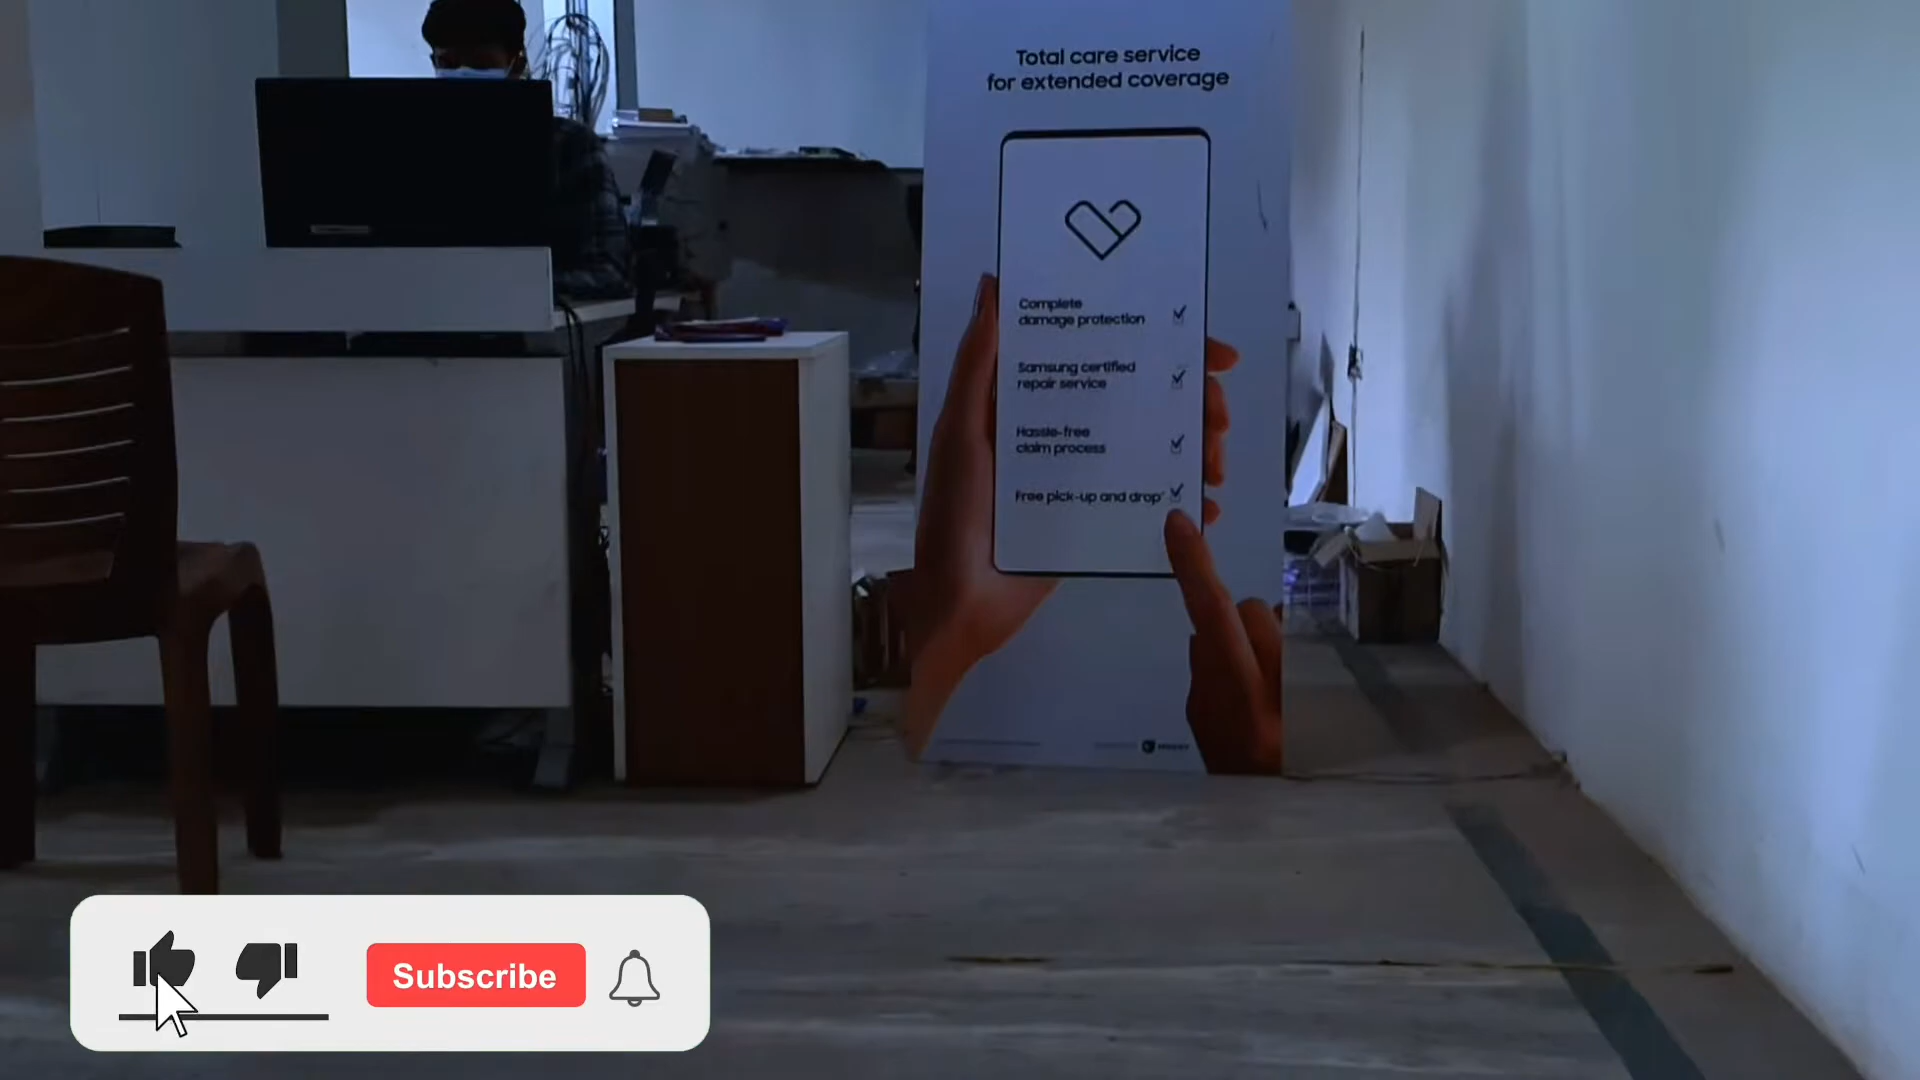 Total care service
for extended coverage
Complete
damage protection
Samsung certified
repair service
Hassle-free
claim process
Free pick-up and drop*
Subscribe